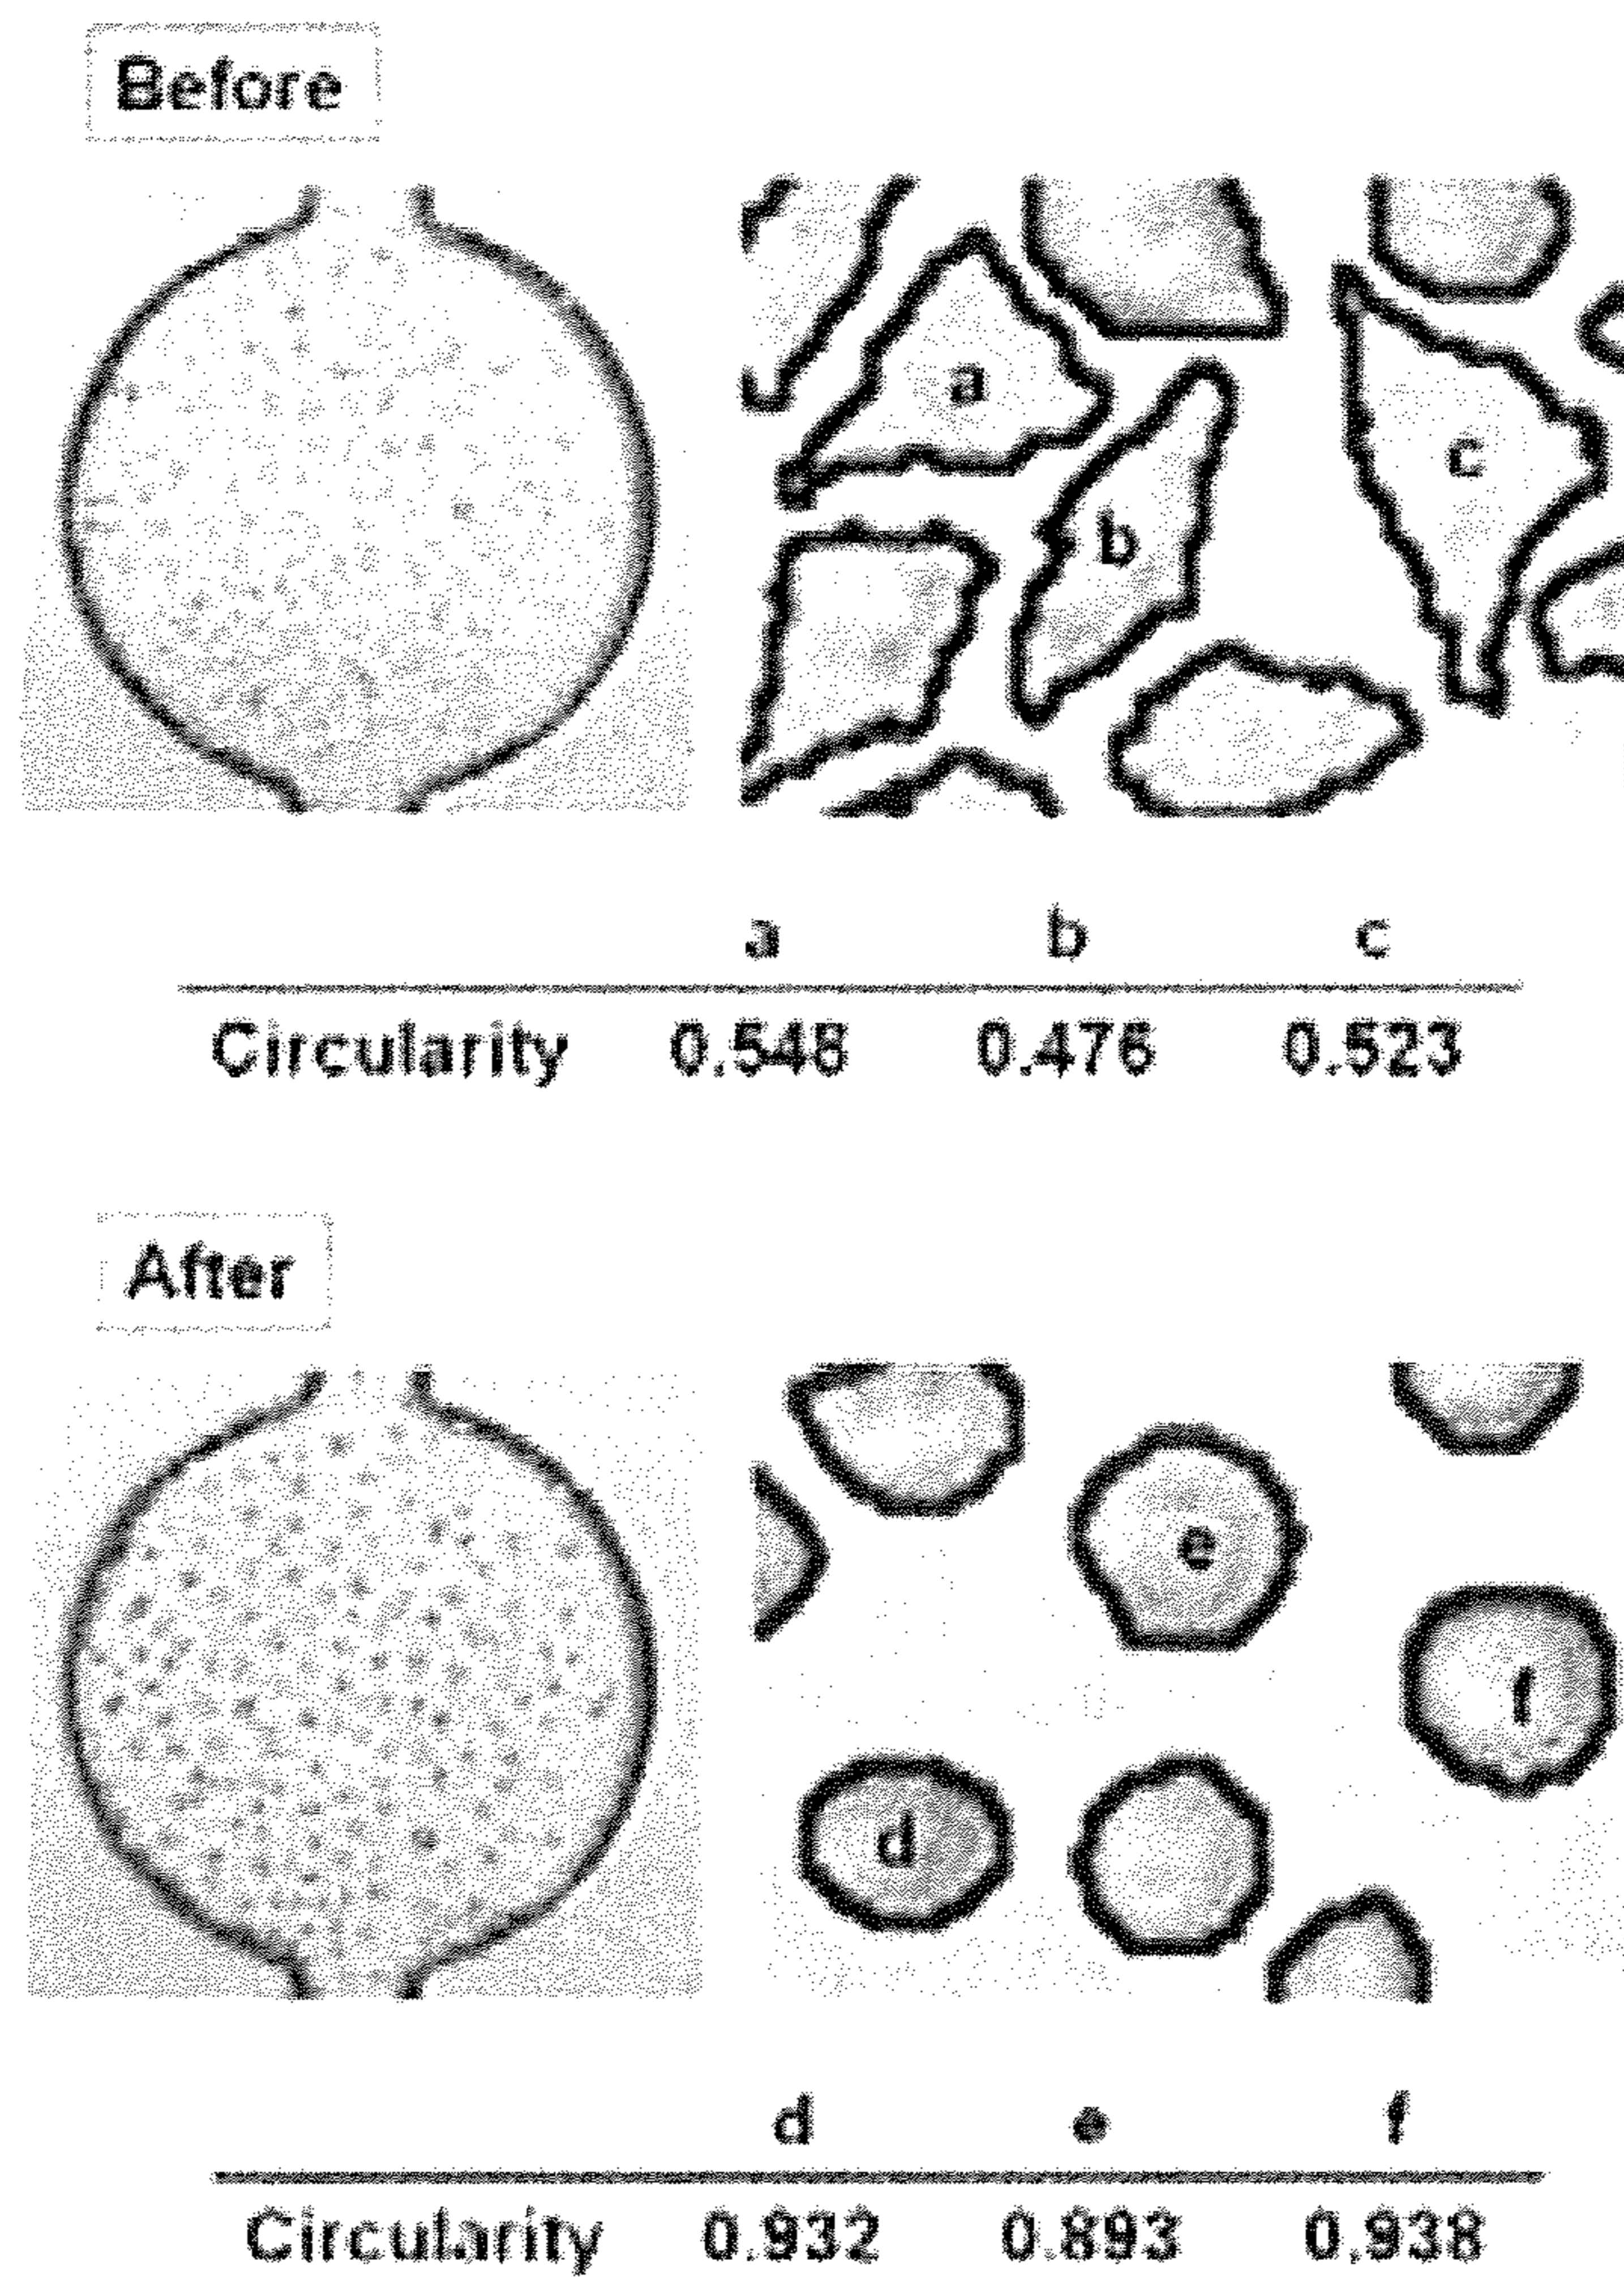 Before
a
c
b
a b c
Circularity 0.548 0.476 0.523
After
e
f
d
d e f
Circularity 0.932 0.893 0.938